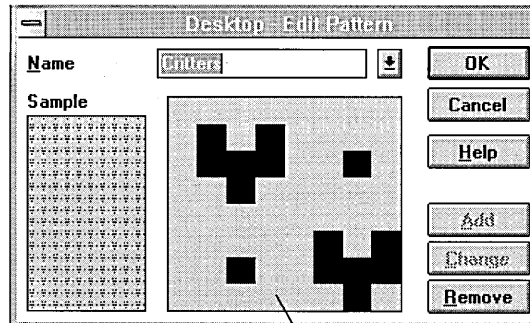 Desktop - Edit Pattern
Name
Critters
OK
Sample
Cancel
Help
Add
Change
Remove